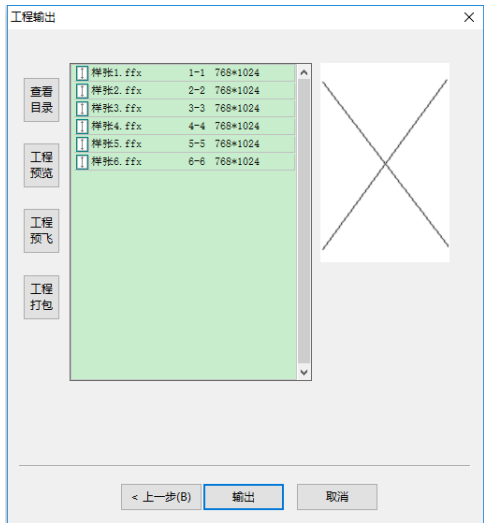 工程输出
查看
目录
工程
预览
工程
预飞
工程
打包
样张1.ffx 1-1 768*1024
样张2.ffx 2-2 768*1024
样张3.ffx 3-3 768*1024
样张4.ffx 4-4 768*1024
样张5.ffx 5-5 768*1024
样张6.ffx 6-6 768*1024
< 上一步(B)
输出
取消